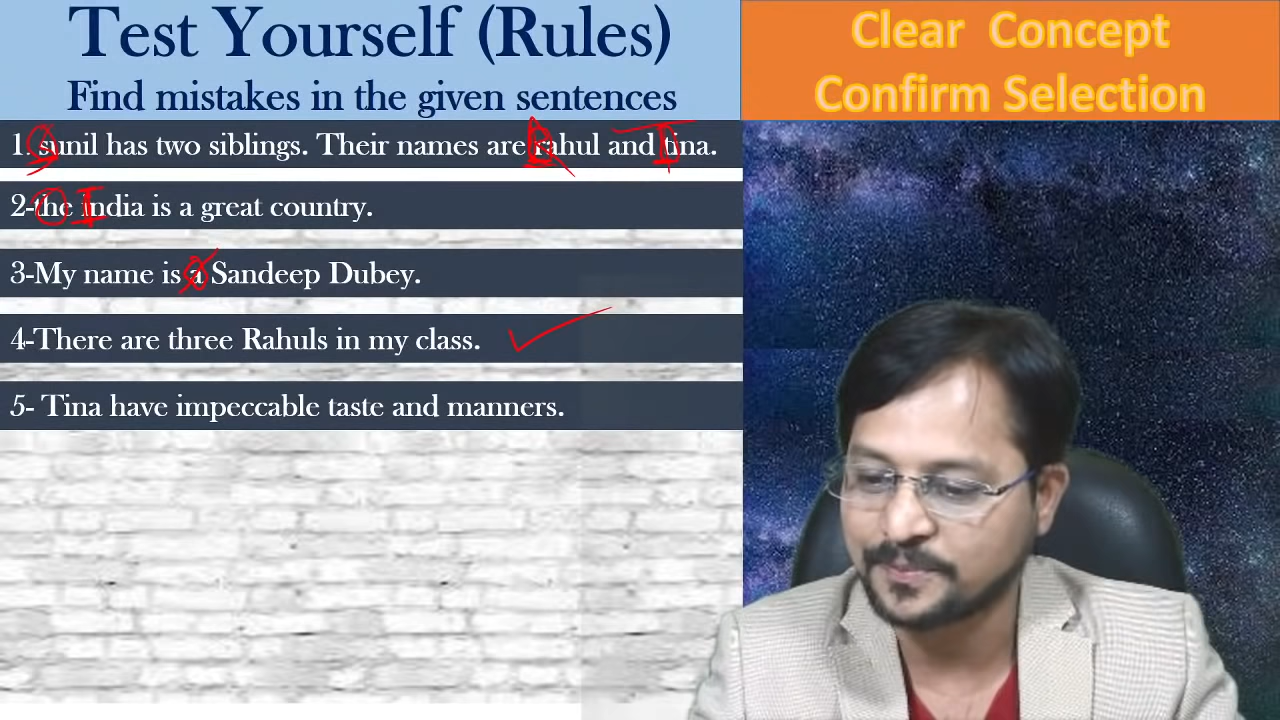 Test Yourself (Rules)
Find mistakes in the given sentences
Clear Concept
Confirm Selection
1. sunil has two siblings. Their names are rahul and tina.
2-the india is a great country.
3-My name is a Sandeep Dubey.
4-There are three Rahuls in my class.
5- Tina have impeccable taste and manners.